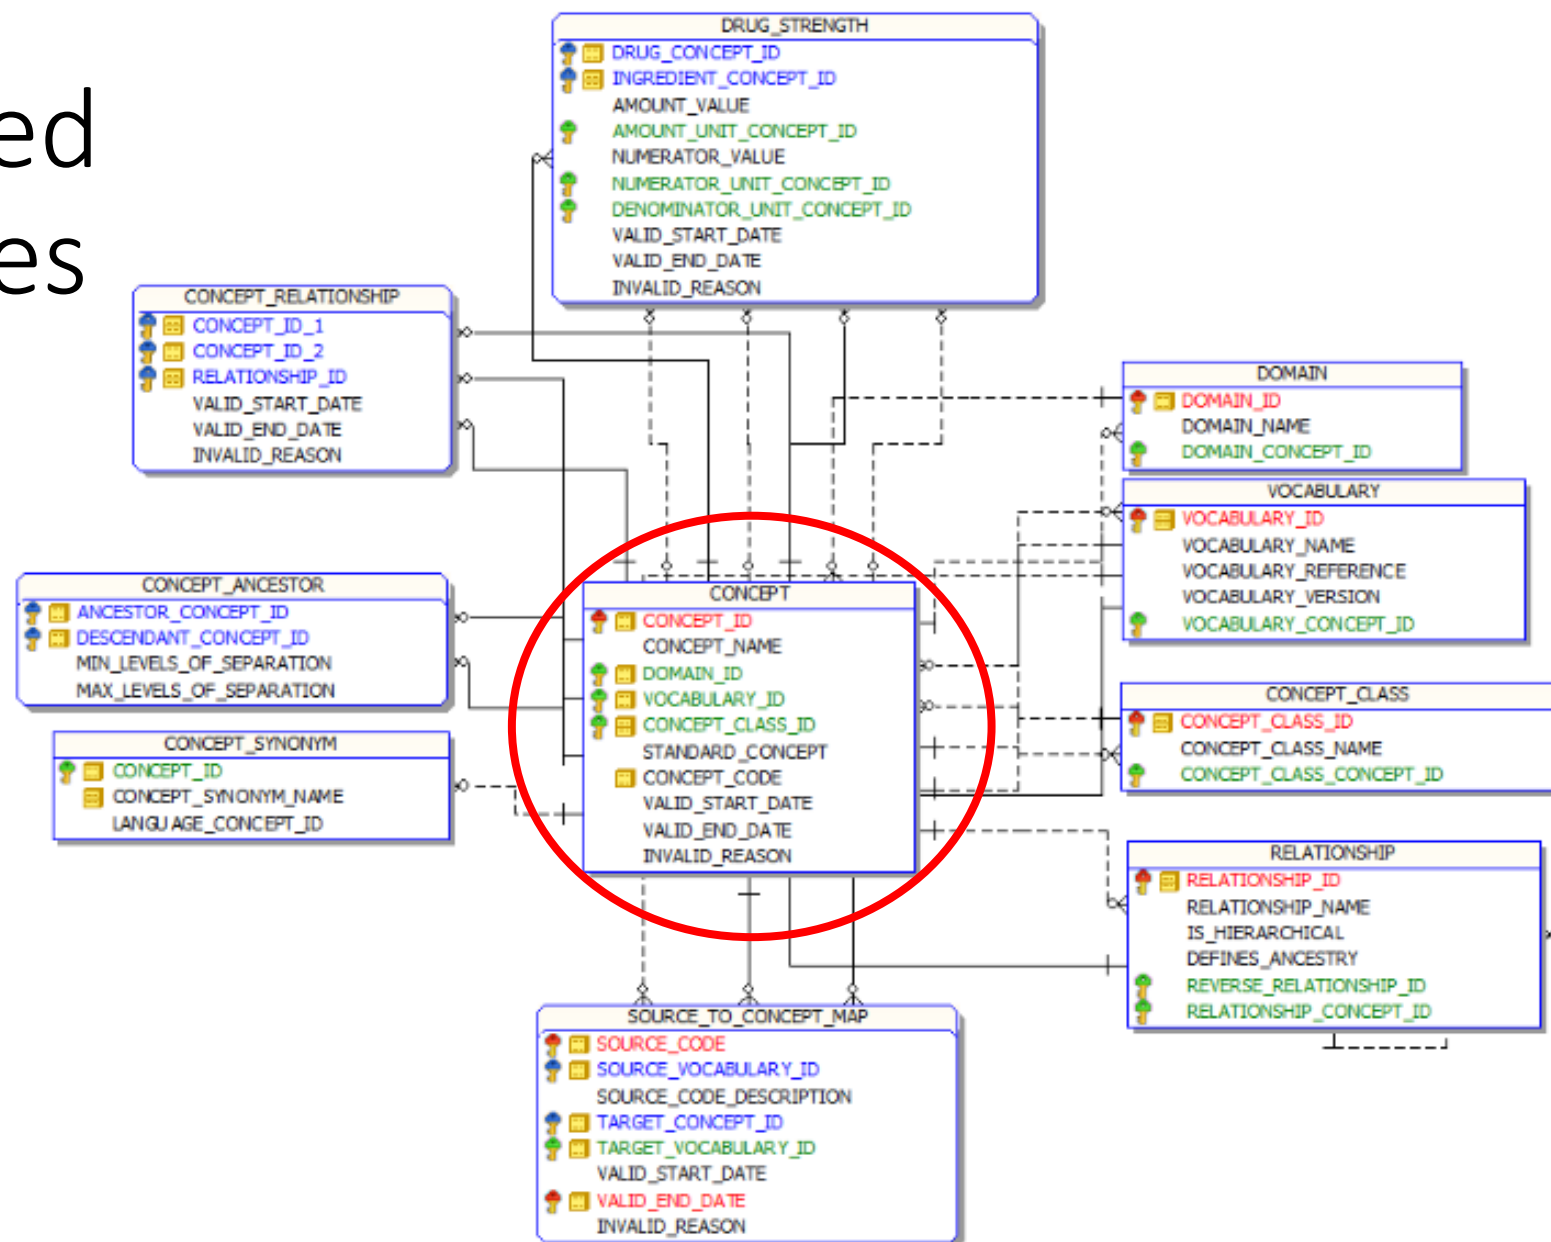 ed
es
DRUG_STRENGTH
DRUG_CONCEPT_ID
INGREDIENT_CONCEPT_ID
AMOUNT_VALUE
AMOUNT_UNIT_CONCEPT_ID
NUMERATOR_VALUE
NUMERATOR_UNIT_CONCEPT_ID
DENOMINATOR_UNIT_CONCEPT_ID
VALID_START_DATE
VALID_END_DATE
INVALID_REASON
CONCEPT_RELATIONSHIP
CONCEPT_ID_1
CONCEPT_ID_2
RELATIONSHIP_ID
VALID_START_DATE
VALID_END_DATE
INVALID_REASON
DOMAIN
DOMAIN_ID
DOMAIN_NAME
DOMAIN_CONCEPT_ID
VOCABULARY
VOCABULARY_ID
VOCABULARY_NAME
VOCABULARY_REFERENCE
VOCABULARY_VERSION
VOCABULARY_CONCEPT_ID
CONCEPT_ANCESTOR
ANCESTOR_CONCEPT_ID
DESCENDANT_CONCEPT_ID
MIN_LEVELS_OF_SEPARATION
MAX_LEVELS_OF_SEPARATION
CONCEPT
CONCEPT_ID
CONCEPT_NAME
DOMAIN_ID
VOCABULARY_ID
CONCEPT_CLASS_ID
STANDARD_CONCEPT
CONCEPT_CODE
VALID_START_DATE
VALID_END_DATE
INVALID_REASON
CONCEPT_CLASS
CONCEPT_CLASS_ID
CONCEPT_CLASS_NAME
CONCEPT_CLASS_CONCEPT_ID
CONCEPT_SYNONYM
CONCEPT_ID
CONCEPT_SYNONYM_NAME
LANGUAGE_CONCEPT_ID
RELATIONSHIP
RELATIONSHIP_ID
RELATIONSHIP_NAME
IS_HIERARCHICAL
DEFINES_ANCESTRY
REVERSE_RELATIONSHIP_ID
RELATIONSHIP_CONCEPT_ID
SOURCE_TO_CONCEPT_MAP
SOURCE_CODE
SOURCE_VOCABULARY_ID
SOURCE_CODE_DESCRIPTION
TARGET_CONCEPT_ID
TARGET_VOCABULARY_ID
VALID_START_DATE
VALID_END_DATE
INVALID_REASON